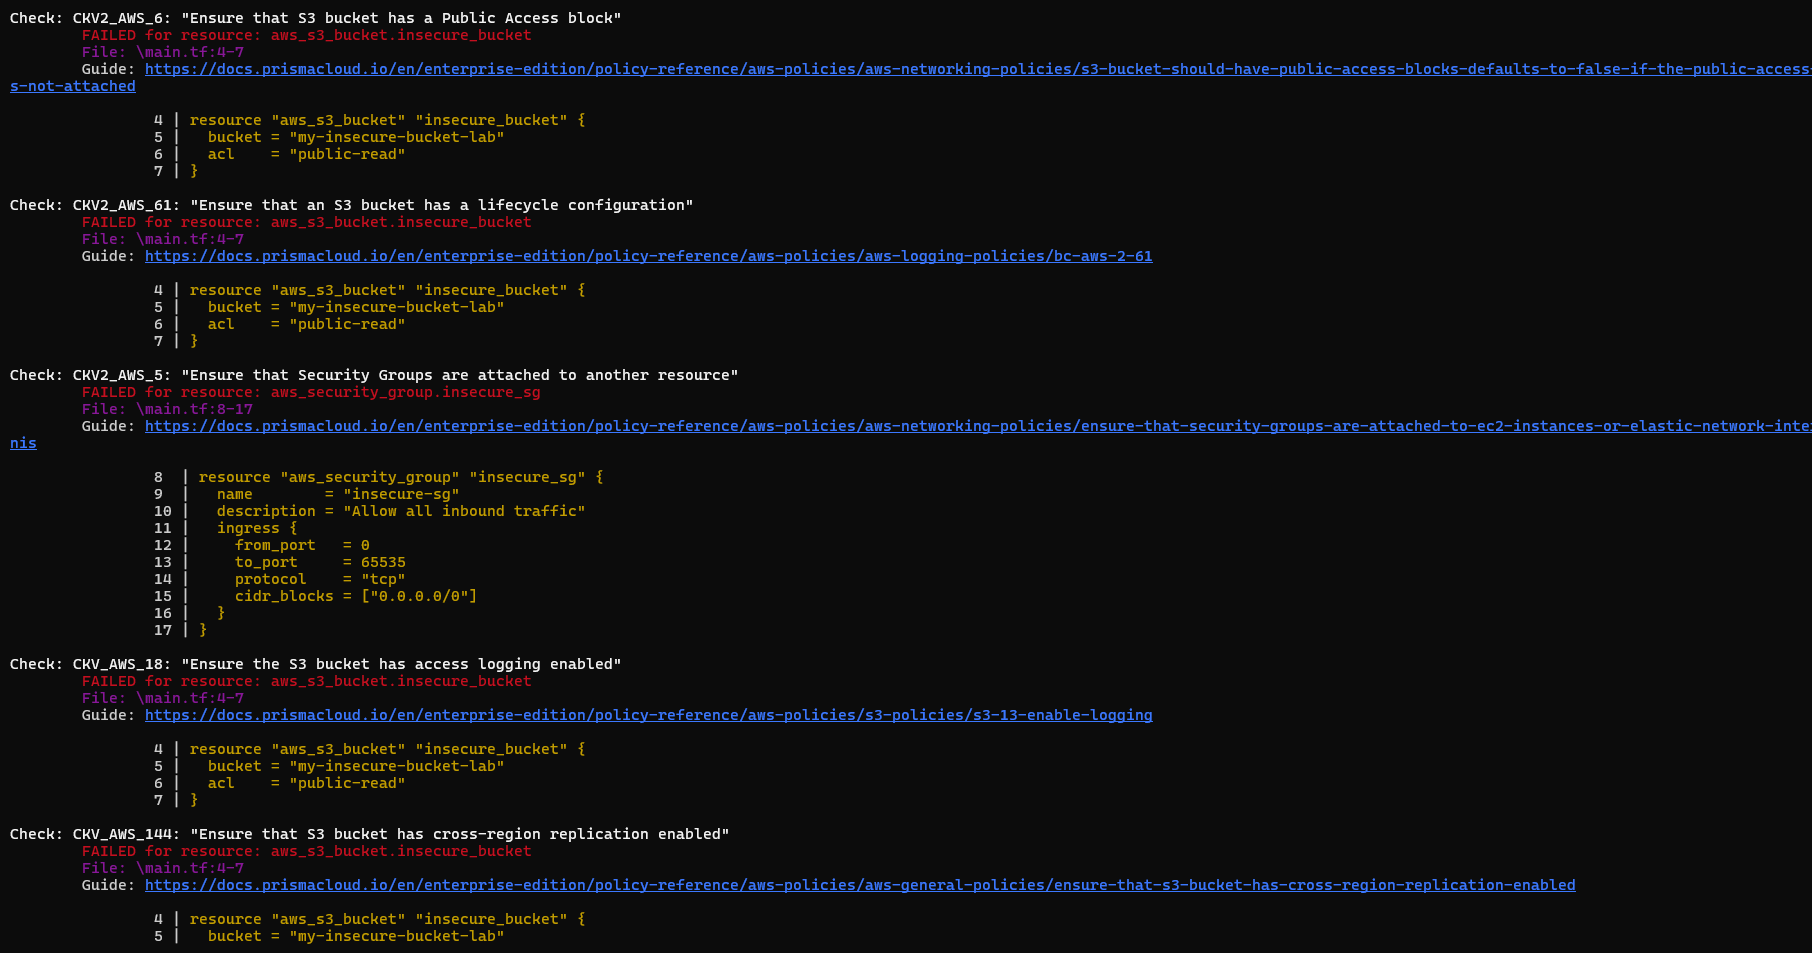 Check: CKV2_AWS_6: "Ensure that S3 bucket has a Public Access block"
        FAILED for resource: aws_s3_bucket.insecure_bucket
        File: \main.tf:4-7
        Guide: https://docs.prismacloud.io/en/enterprise-edition/policy-reference/aws-policies/aws-networking-policies/s3-bucket-should-have-public-access-blocks-defaults-to-false-if-the-public-access-
s-not-attached

                4 | resource "aws_s3_bucket" "insecure_bucket" {
                5 |   bucket = "my-insecure-bucket-lab"
                6 |   acl    = "public-read"
                7 | }

Check: CKV2_AWS_61: "Ensure that an S3 bucket has a lifecycle configuration"
        FAILED for resource: aws_s3_bucket.insecure_bucket
        File: \main.tf:4-7
        Guide: https://docs.prismacloud.io/en/enterprise-edition/policy-reference/aws-policies/aws-logging-policies/bc-aws-2-61

                4 | resource "aws_s3_bucket" "insecure_bucket" {
                5 |   bucket = "my-insecure-bucket-lab"
                6 |   acl    = "public-read"
                7 | }

Check: CKV2_AWS_5: "Ensure that Security Groups are attached to another resource"
        FAILED for resource: aws_security_group.insecure_sg
        File: \main.tf:8-17
        Guide: https://docs.prismacloud.io/en/enterprise-edition/policy-reference/aws-policies/aws-networking-policies/ensure-that-security-groups-are-attached-to-ec2-instances-or-elastic-network-inte
nis

                8  | resource "aws_security_group" "insecure_sg" {
                9  |   name        = "insecure-sg"
                10 |   description = "Allow all inbound traffic"
                11 |   ingress {
                12 |     from_port   = 0
                13 |     to_port     = 65535
                14 |     protocol    = "tcp"
                15 |     cidr_blocks = ["0.0.0.0/0"]
                16 |   }
                17 | }

Check: CKV_AWS_18: "Ensure the S3 bucket has access logging enabled"
        FAILED for resource: aws_s3_bucket.insecure_bucket
        File: \main.tf:4-7
        Guide: https://docs.prismacloud.io/en/enterprise-edition/policy-reference/aws-policies/s3-policies/s3-13-enable-logging

                4 | resource "aws_s3_bucket" "insecure_bucket" {
                5 |   bucket = "my-insecure-bucket-lab"
                6 |   acl    = "public-read"
                7 | }

Check: CKV_AWS_144: "Ensure that S3 bucket has cross-region replication enabled"
        FAILED for resource: aws_s3_bucket.insecure_bucket
        File: \main.tf:4-7
        Guide: https://docs.prismacloud.io/en/enterprise-edition/policy-reference/aws-policies/aws-general-policies/ensure-that-s3-bucket-has-cross-region-replication-enabled

                4 | resource "aws_s3_bucket" "insecure_bucket" {
                5 |   bucket = "my-insecure-bucket-lab"